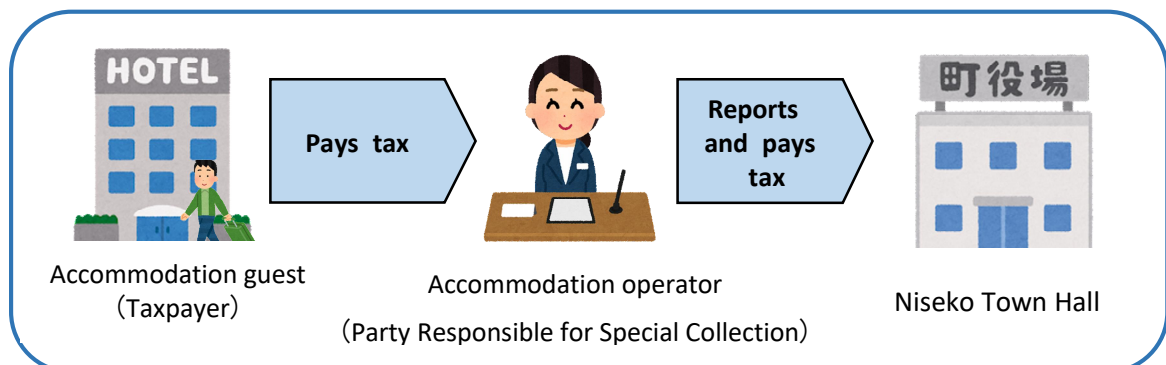 HOTEL
Pays tax
Reports
and pays
tax
町役場
Accommodation guest
（Taxpayer）
Accommodation operator
（Party Responsible for Special Collection）
Niseko Town Hall